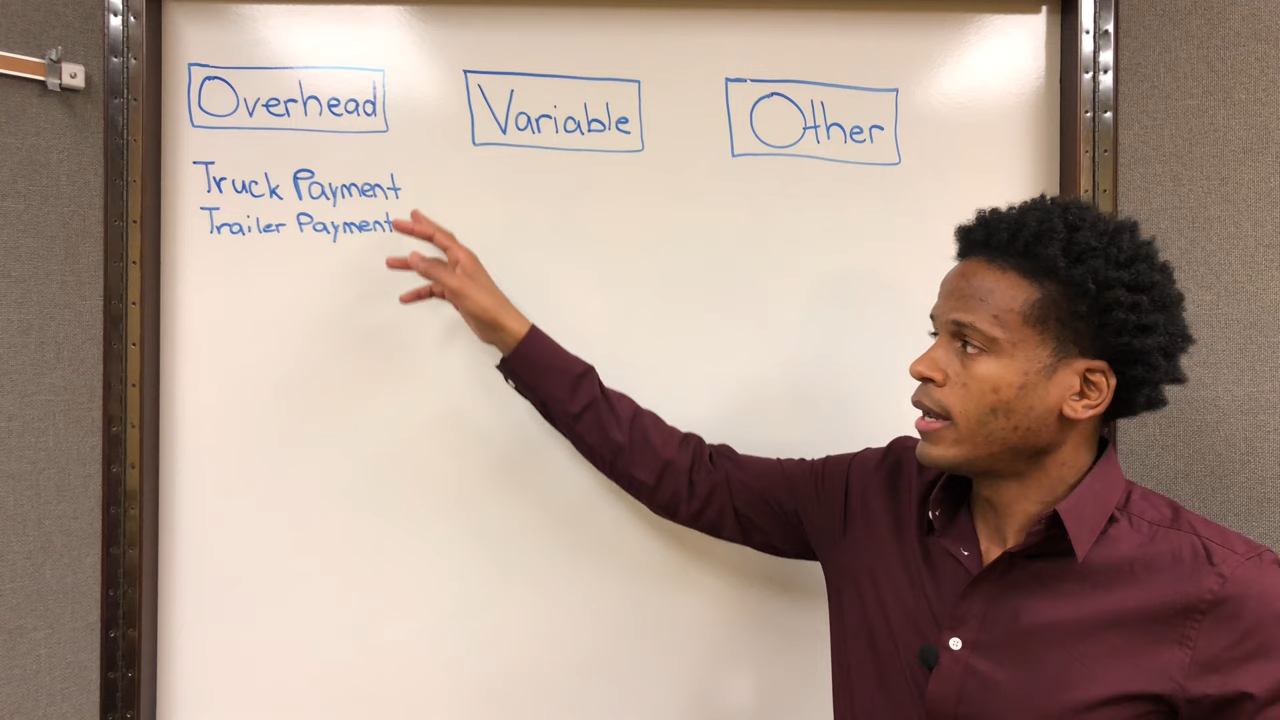 Overhead
Variable
Other
Truck Payment
Trailer Payment